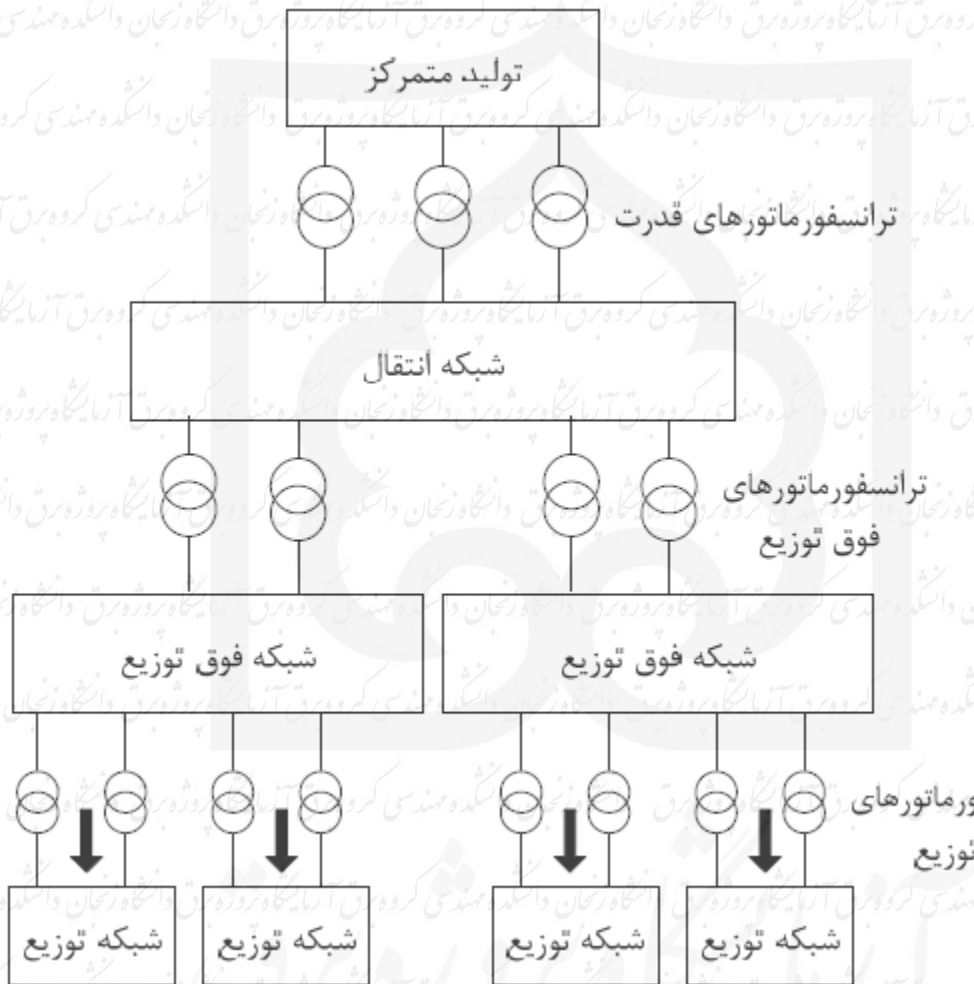 تولید متمرکز
ترانسفورماتورهای قدرت
شبکه انتقال
ترانسفورماتورهای
فوق توزیع
شبکه فوق توزیع
شبکه فوق توزیع
ورماتورهای
توزیع
شبکه توزیع
شبکه توزیع
شبکه توزیع
شبکه توزیع